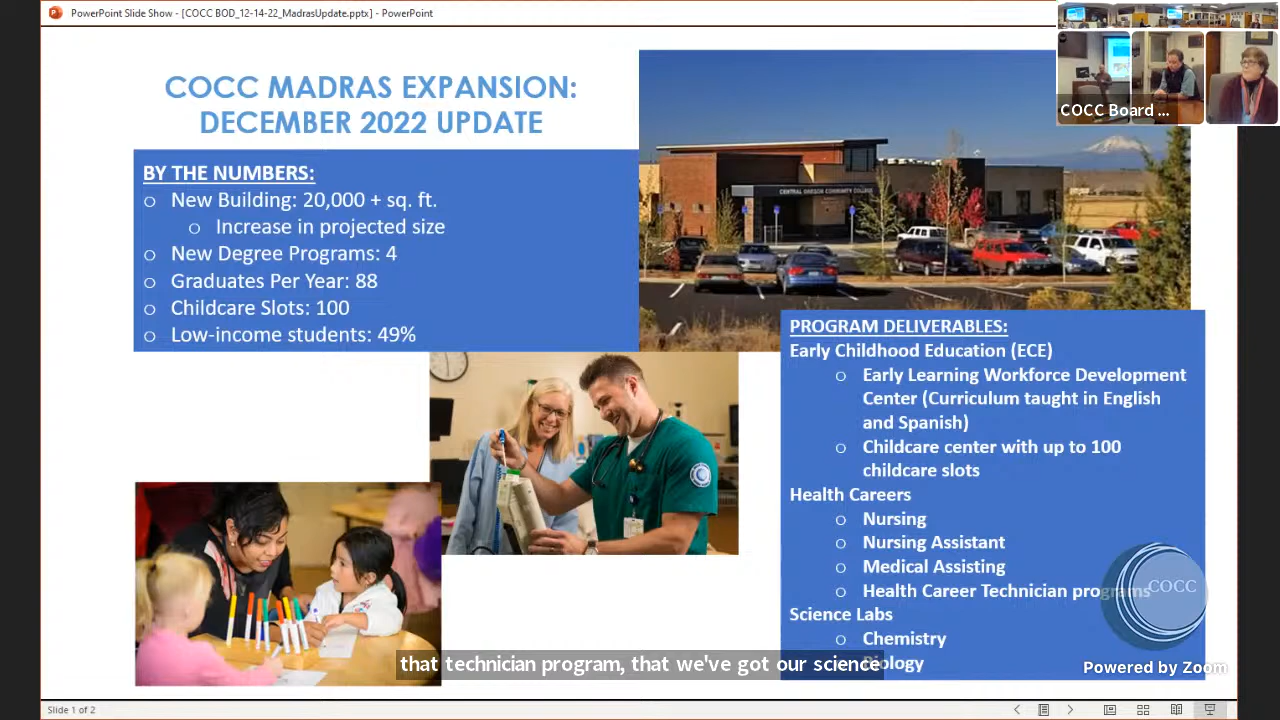 PowerPoint Slide Show - [COCC BOD_12-14-22_MadrasUpdate.pptx] - PowerPoint
COCC Board ...
COCC MADRAS EXPANSION:
DECEMBER 2022 UPDATE
BY THE NUMBERS:
o New Building: 20,000 + sq. ft.
o Increase in projected size
o New Degree Programs: 4
o Graduates Per Year: 88
o Childcare Slots: 100
o Low-income students: 49%
CENTRAL OREGON COMMUNITY COLLEGE
PROGRAM DELIVERABLES:
Early Childhood Education (ECE)
o Early Learning Workforce Development
Center (Curriculum taught in English
and Spanish)
o Childcare center with up to 100
childcare slots
Health Careers
o Nursing
o Nursing Assistant
o Medical Assisting
o Health Career Technician programs
COCC
Science Labs
o Chemistry
Biology
that technician program, that we've got our science
Powered by Zoom
Slide 1 of 2